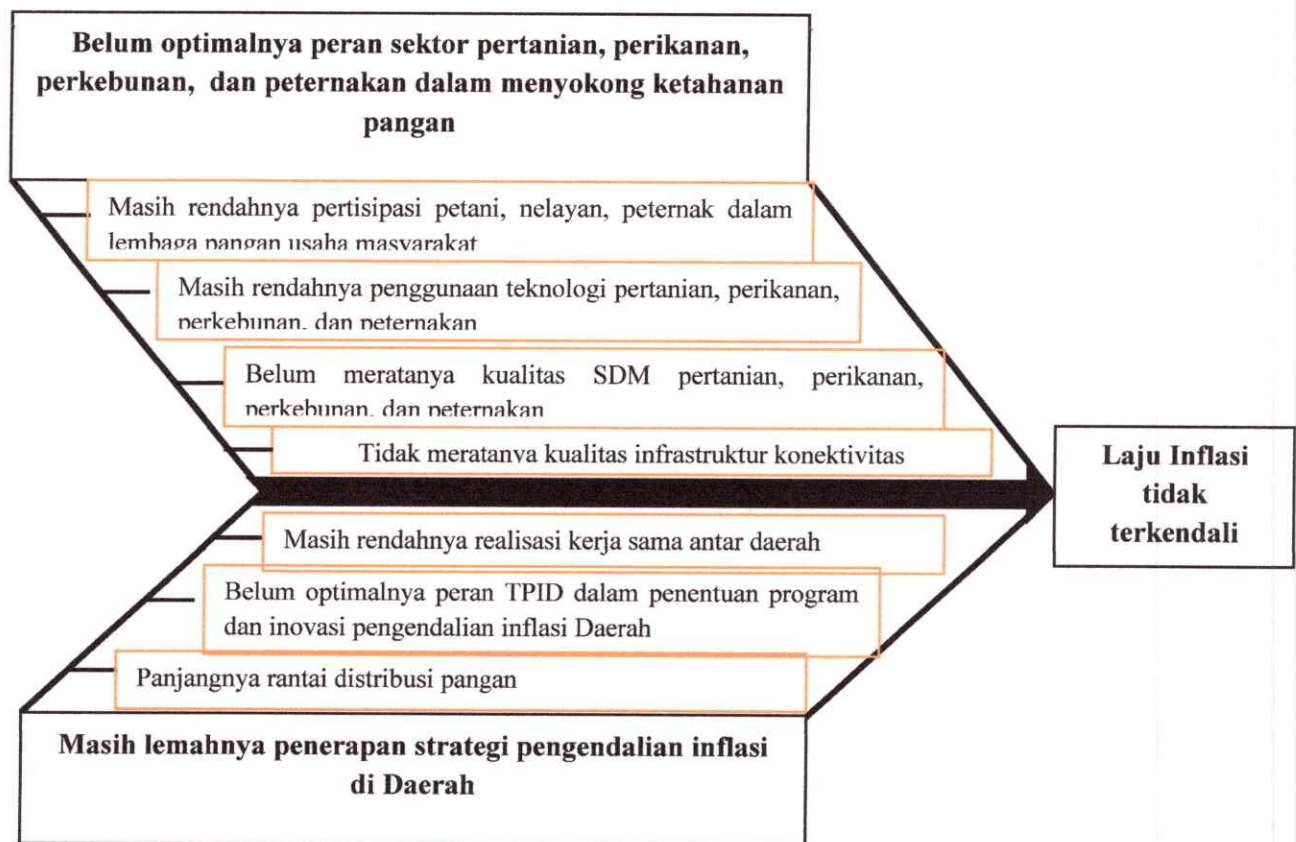 Belum optimalnya peran sektor pertanian, perikanan,
perkebunan, dan peternakan dalam menyokong ketahanan
pangan
Masih rendahnya pertisipasi petani, nelayan, peternak dalam
lembaga pangan usaha masyarakat
Masih rendahnya penggunaan teknologi pertanian, perikanan,
perkebunan, dan peternakan
Belum meratanya kualitas SDM pertanian, perikanan,
perkebunan, dan peternakan
Tidak meratanya kualitas infrastruktur konektivitas
Laju Inflasi
tidak
terkendali
Masih rendahnya realisasi kerja sama antar daerah
Belum optimalnya peran TPID dalam penentuan program
dan inovasi pengendalian inflasi Daerah
Panjangnya rantai distribusi pangan
Masih lemahnya penerapan strategi pengendalian inflasi
di Daerah